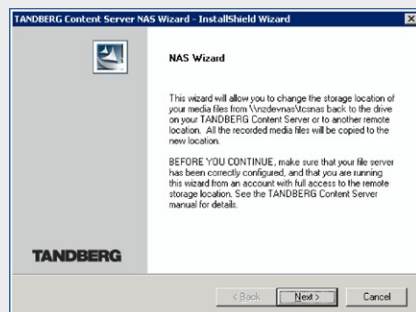 TANDBERG Content Server NAS Wizard - InstallShield Wizard
NAS Wizard
This wizard will allow you to change the storage location of
your media files from \\nzdevnas\tcsnas back to the drive
on your TANDBERG Content Server or to another remote
location. All the recorded media files will be copied to the
new location.
BEFORE YOU CONTINUE, make sure that your file server
has been correctly configured, and that you are running
this wizard from an account with full access to the remote
storage location. See the TANDBERG Content Server
manual for details.
TANDBERG
< Back Next > Cancel